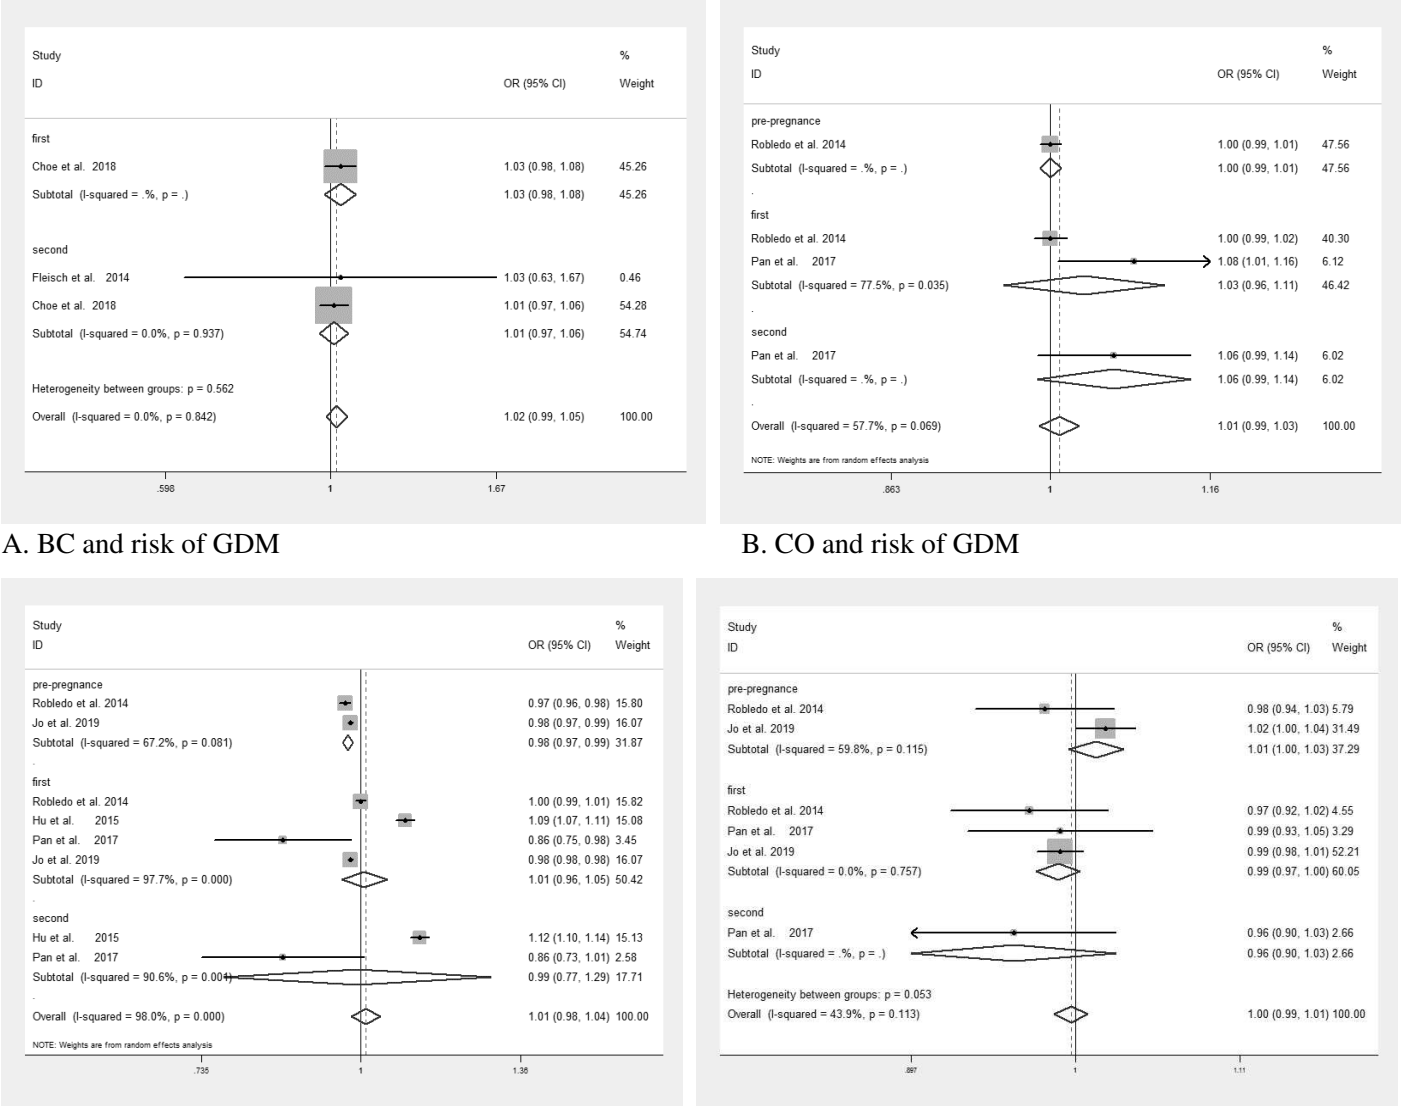 Study %
ID OR (95% CI) Weight
first
Choe et al. 2018 1.03 (0.98, 1.08) 45.26
Subtotal (I-squared = .%, p = .) 1.03 (0.98, 1.08) 45.26
second
Fleisch et al. 2014 1.03 (0.63, 1.67) 0.46
Choe et al. 2018 1.01 (0.97, 1.06) 54.28
Subtotal (I-squared = 0.0%, p = 0.937) 1.01 (0.97, 1.06) 54.74
Heterogeneity between groups: p = 0.562
Overall (I-squared = 0.0%, p = 0.842) 1.02 (0.99, 1.05) 100.00
.598 1 1.67
A. BC and risk of GDM
Study %
ID OR (95% CI) Weight
pre-pregnance
Robledo et al. 2014 1.00 (0.99, 1.01) 47.56
Subtotal (I-squared = .%, p = .) 1.00 (0.99, 1.01) 47.56
.
first
Robledo et al. 2014 1.00 (0.99, 1.02) 40.30
Pan et al. 2017 1.08 (1.01, 1.16) 6.12
Subtotal (I-squared = 77.5%, p = 0.035) 1.03 (0.96, 1.11) 46.42
.
second
Pan et al. 2017 1.06 (0.99, 1.14) 6.02
Subtotal (I-squared = .%, p = .) 1.06 (0.99, 1.14) 6.02
.
Overall (I-squared = 57.7%, p = 0.069) 1.01 (0.99, 1.03) 100.00
NOTE: Weights are from random effects analysis
.863 1 1.16
B. CO and risk of GDM
Study %
ID OR (95% CI) Weight
pre-pregnance
Robledo et al. 2014 0.97 (0.96, 0.98) 15.80
Jo et al. 2019 0.98 (0.97, 0.99) 16.07
Subtotal (I-squared = 67.2%, p = 0.081) 0.98 (0.97, 0.99) 31.87
.
first
Robledo et al. 2014 1.00 (0.99, 1.01) 15.82
Hu et al. 2015 1.09 (1.07, 1.11) 15.08
Pan et al. 2017 0.86 (0.75, 0.98) 3.45
Jo et al. 2019 0.98 (0.98, 0.98) 16.07
Subtotal (I-squared = 97.7%, p = 0.000) 1.01 (0.96, 1.05) 50.42
.
second
Hu et al. 2015 1.12 (1.10, 1.14) 15.13
Pan et al. 2017 0.86 (0.73, 1.01) 2.58
Subtotal (I-squared = 90.6%, p = 0.001) 0.99 (0.77, 1.29) 17.71
.
Overall (I-squared = 98.0%, p = 0.000) 1.01 (0.98, 1.04) 100.00
NOTE: Weights are from random effects analysis
.735 1 1.36
Study %
ID OR (95% CI) Weight
pre-pregnance
Robledo et al. 2014 0.98 (0.94, 1.03) 5.79
Jo et al. 2019 1.02 (1.00, 1.04) 31.49
Subtotal (I-squared = 59.8%, p = 0.115) 1.01 (1.00, 1.03) 37.29
.
first
Robledo et al. 2014 0.97 (0.92, 1.02) 4.55
Pan et al. 2017 0.99 (0.93, 1.05) 3.29
Jo et al. 2019 0.99 (0.98, 1.01) 52.21
Subtotal (I-squared = 0.0%, p = 0.757) 0.99 (0.97, 1.00) 60.05
.
second
Pan et al. 2017 0.96 (0.90, 1.03) 2.66
Subtotal (I-squared = .%, p = .) 0.96 (0.90, 1.03) 2.66
.
Heterogeneity between groups: p = 0.053
Overall (I-squared = 43.9%, p = 0.113) 1.00 (0.99, 1.01) 100.00
.897 1 1.11